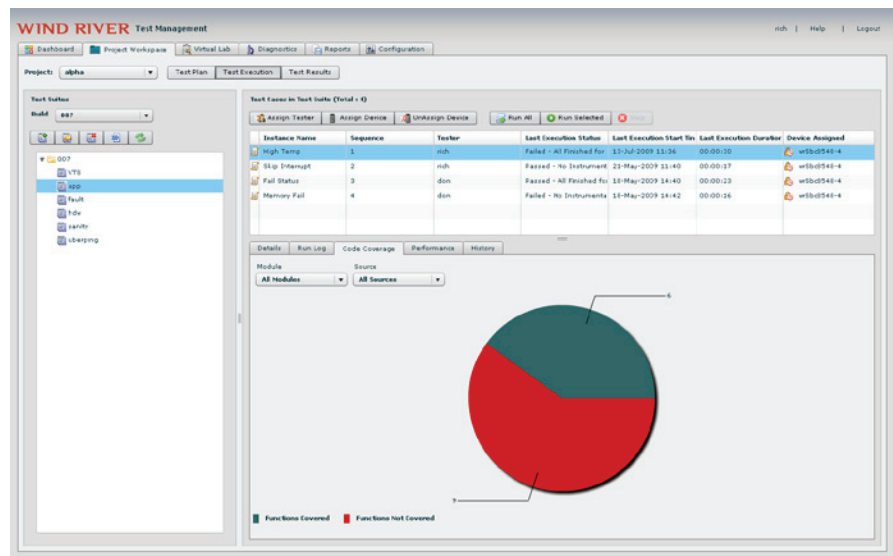 WIND RIVER Test Management
rich | Help | Logout
Dashboard Project Workspace Virtual Lab Diagnostics Reports Configuration
Project: alpha Test Plan Test Execution Test Results
Test Suites
Build 007
007
VTS
app
fault
hdv
sanity
uberping
Test Cases in Test Suite (Total : 4)
Assign Tester Assign Device UnAssign Device Run All Run Selected Stop
Instance Name Sequence Tester Last Execution Status Last Execution Start Tin Last Execution Duration Device Assigned
High Temp 1 rich Failed - All Finished for 13-Jul-2009 11:36 00:00:30
Skip Interrupt 2 rich Passed - No Instrument 21-May-2009 11:40 00:00:17
Fail Status 3 don Passed - All Finished for 18-May-2009 14:40 00:00:23
Memory Fail 4 don Failed - No Instrumenta 18-May-2009 14:42 00:00:36
Details Run Log Code Coverage Performance History
Module Source
All Modules All Sources
6
9
Functions Covered Functions Not Covered